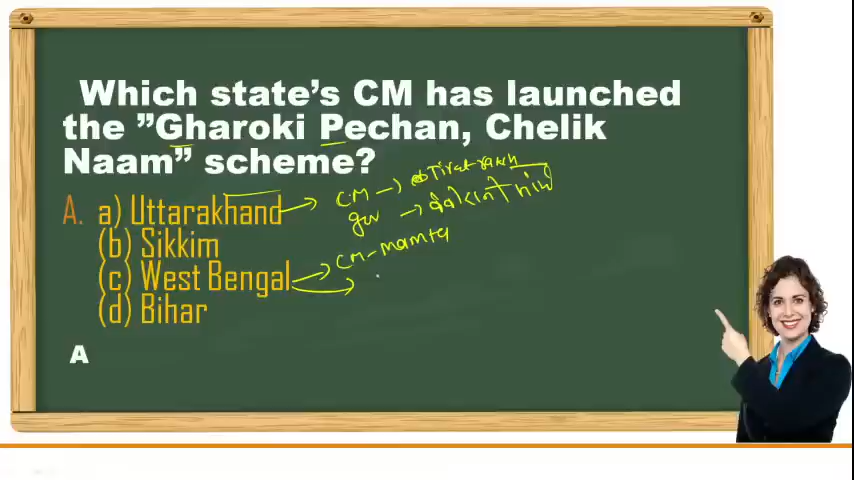 Which state's CM has launched
the ”Gharoki Pechan, Chelik
Naam” scheme?
A. a) Uttarakhand
CM
(b) Sikkim
(c) West Bengal
CM - mamta
(d) Bihar
A